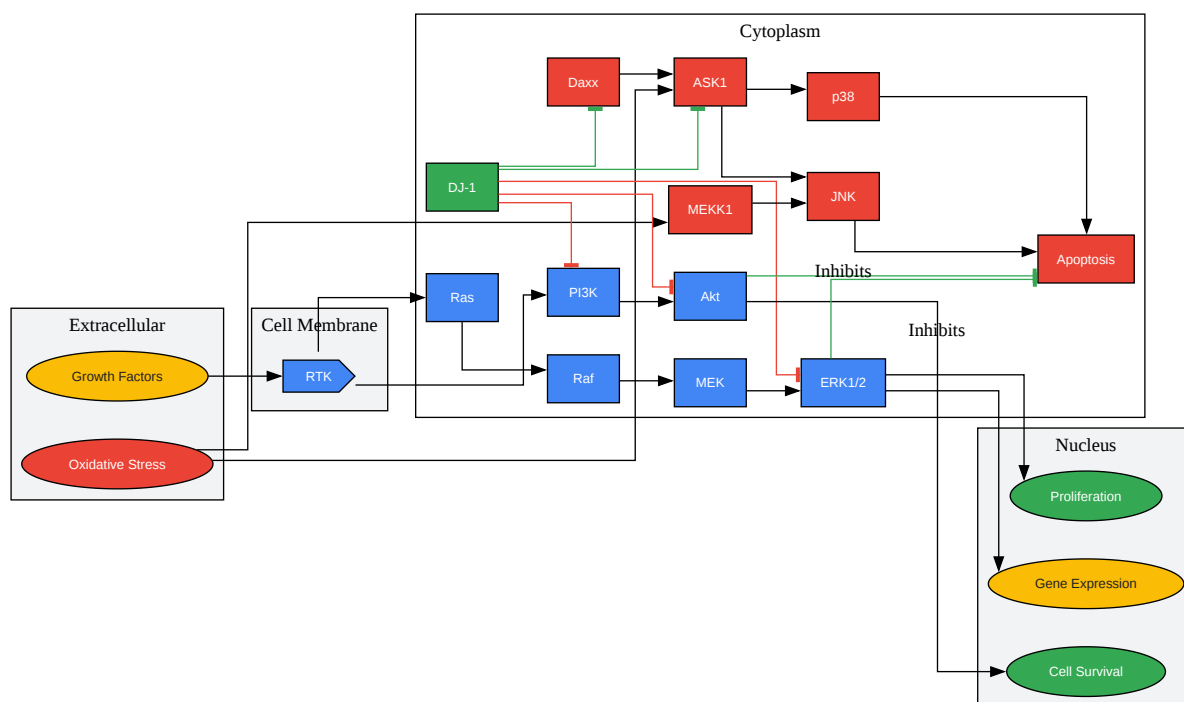 Cytoplasm
Daxx
ASK1
p38
DJ-1
MEKK1
JNK
Apoptosis
Inhibits
Ras
PI3K
Akt
Inhibits
Extracellular
Cell Membrane
Growth Factors
RTK
Raf
MEK
ERK1/2
Oxidative Stress
Nucleus
Proliferation
Gene Expression
Cell Survival